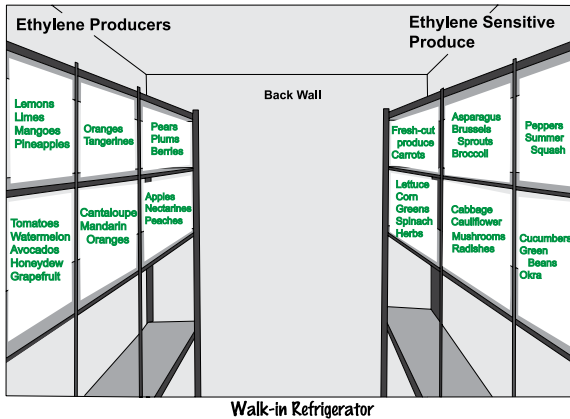 Ethylene Producers
Ethylene Sensitive
Produce
Back Wall
Lemons
Limes
Mangoes
Pineapples
Oranges
Tangerines
Pears
Plums
Berries
Tomatoes
Watermelon
Avocados
Honeydew
Grapefruit
Cantaloupe
Mandarin
Oranges
Apples
Nectarines
Peaches
Fresh-cut
produce
Carrots
Asparagus
Brussels
Sprouts
Broccoli
Peppers
Summer
Squash
Lettuce
Corn
Greens
Spinach
Herbs
Cabbage
Cauliflower
Mushrooms
Radishes
Cucumbers
Green
Beans
Okra
Walk-in Refrigerator